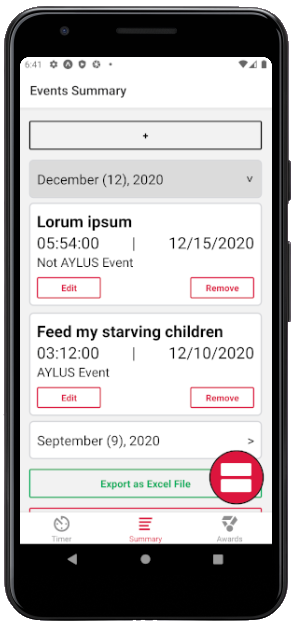 6:41
Events Summary
+
December (12), 2020 v
Lorum ipsum
05:54:00 | 12/15/2020
Not AYLUS Event
Edit Remove
Feed my starving children
03:12:00 | 12/10/2020
AYLUS Event
Edit Remove
September (9), 2020 >
Export as Excel File
Timer Summary Awards